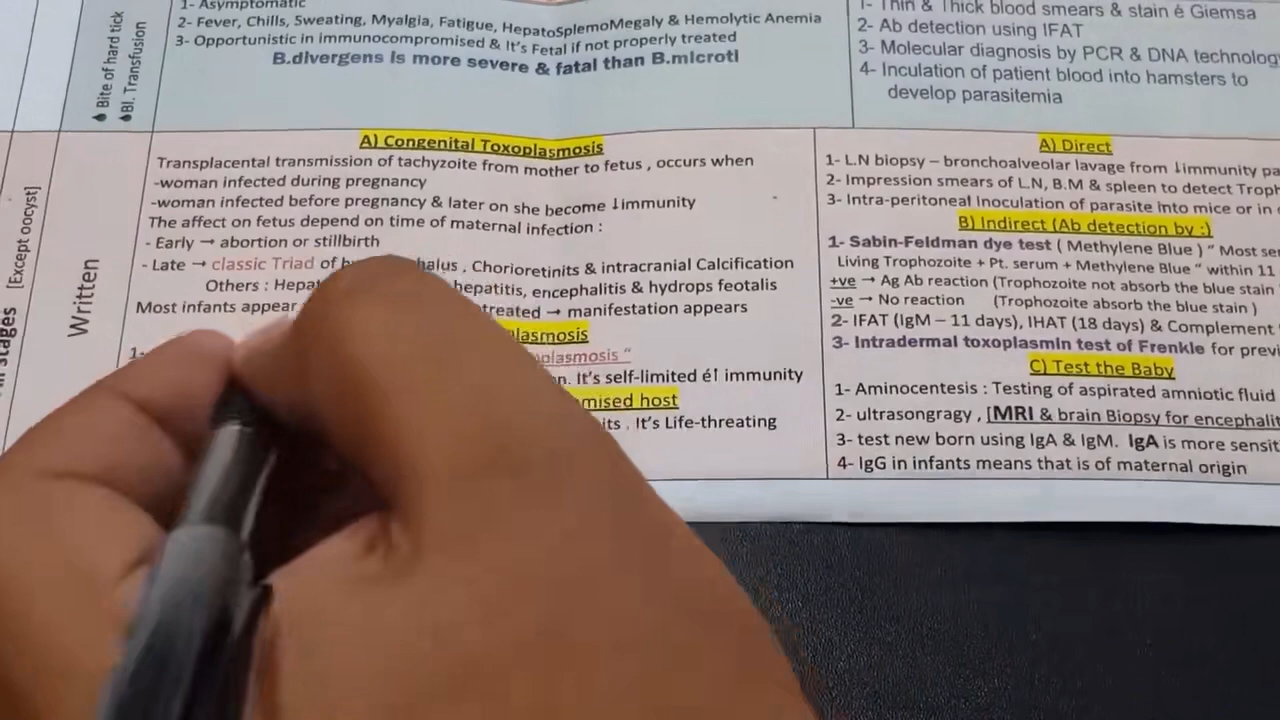 1- Asymptomatic
2- Fever, Chills, Sweating, Myalgia, Fatigue, HepatoSplemoMegaly & Hemolytic Anemia
3- Opportunistic in immunocompromised & It's Fetal if not properly treated
B.divergens is more severe & fatal than B.microti
Bite of hard tick
Bl. Transfusion
1- Thin & Thick blood smears & stain é Giemsa
2- Ab detection using IFAT
3- Molecular diagnosis by PCR & DNA technolog
4- Inculation of patient blood into hamsters to
develop parasitemia
stages
[Except oocyst]
Written
A) Congenital Toxoplasmosis
Transplacental transmission of tachyzoite from mother to fetus , occurs when
-woman infected during pregnancy
-woman infected before pregnancy & later on she become ↓immunity
The affect on fetus depend on time of maternal infection :
- Early → abortion or stillbirth
- Late → classic Triad of halus , Chorioretinits & intracranial Calcification
Others : hepatitis, encephalitis & hydrops feotalis
Most infants appear treated → manifestation appears
lasmosis
1- oplasmosis "
It's self-limited é↑ immunity
mised host
its . It's Life-threating
A) Direct
1- L.N biopsy – bronchoalveolar lavage from ↓immunity pa
2- Impression smears of L.N, B.M & spleen to detect Troph
3- Intra-peritoneal Inoculation of parasite into mice or in
B) Indirect (Ab detection by :)
1- Sabin-Feldman dye test ( Methylene Blue ) " Most se
Living Trophozoite + Pt. serum + Methylene Blue " within 11
+ve → Ag Ab reaction (Trophozoite not absorb the blue stain
-ve → No reaction (Trophozoite absorb the blue stain )
2- IFAT (IgM – 11 days), IHAT (18 days) & Complement
3- Intradermal toxoplasmin test of Frenkle for previ
C) Test the Baby
1- Aminocentesis : Testing of aspirated amniotic fluid
2- ultrasongragy , [MRI & brain Biopsy for encephalit
3- test new born using IgA & IgM. IgA is more sensit
4- IgG in infants means that is of maternal origin